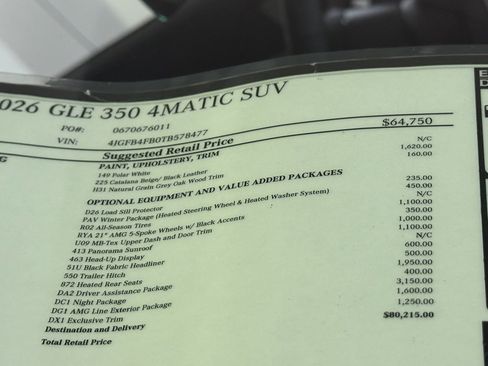 026 GLE 350 4MATIC SUV
PO#: 0670676011
VIN: 4JGFB4FB0TB578477
Suggested Retail Price $64,750
PAINT, UPHOLSTERY, TRIM
149 Polar White N/C
225 Catalana Beige/ Black Leather 1,620.00
H31 Natural Grain Grey Oak Wood Trim 160.00
OPTIONAL EQUIPMENT AND VALUE ADDED PACKAGES
D26 Load Sill Protector 235.00
PAV Winter Package (Heated Steering Wheel & Heated Washer System) 450.00
R02 All-Season Tires N/C
RYA 21" AMG 5-Spoke Wheels w/ Black Accents 1,100.00
U09 MB-Tex Upper Dash and Door Trim 350.00
413 Panorama Sunroof 1,000.00
463 Head-Up Display 1,100.00
51U Black Fabric Headliner N/C
550 Trailer Hitch 600.00
872 Heated Rear Seats 500.00
DA2 Driver Assistance Package 1,950.00
DC1 Night Package 400.00
DG1 AMG Line Exterior Package 3,150.00
DX1 Exclusive Trim 1,600.00
Destination and Delivery 1,250.00
Total Retail Price $80,215.00